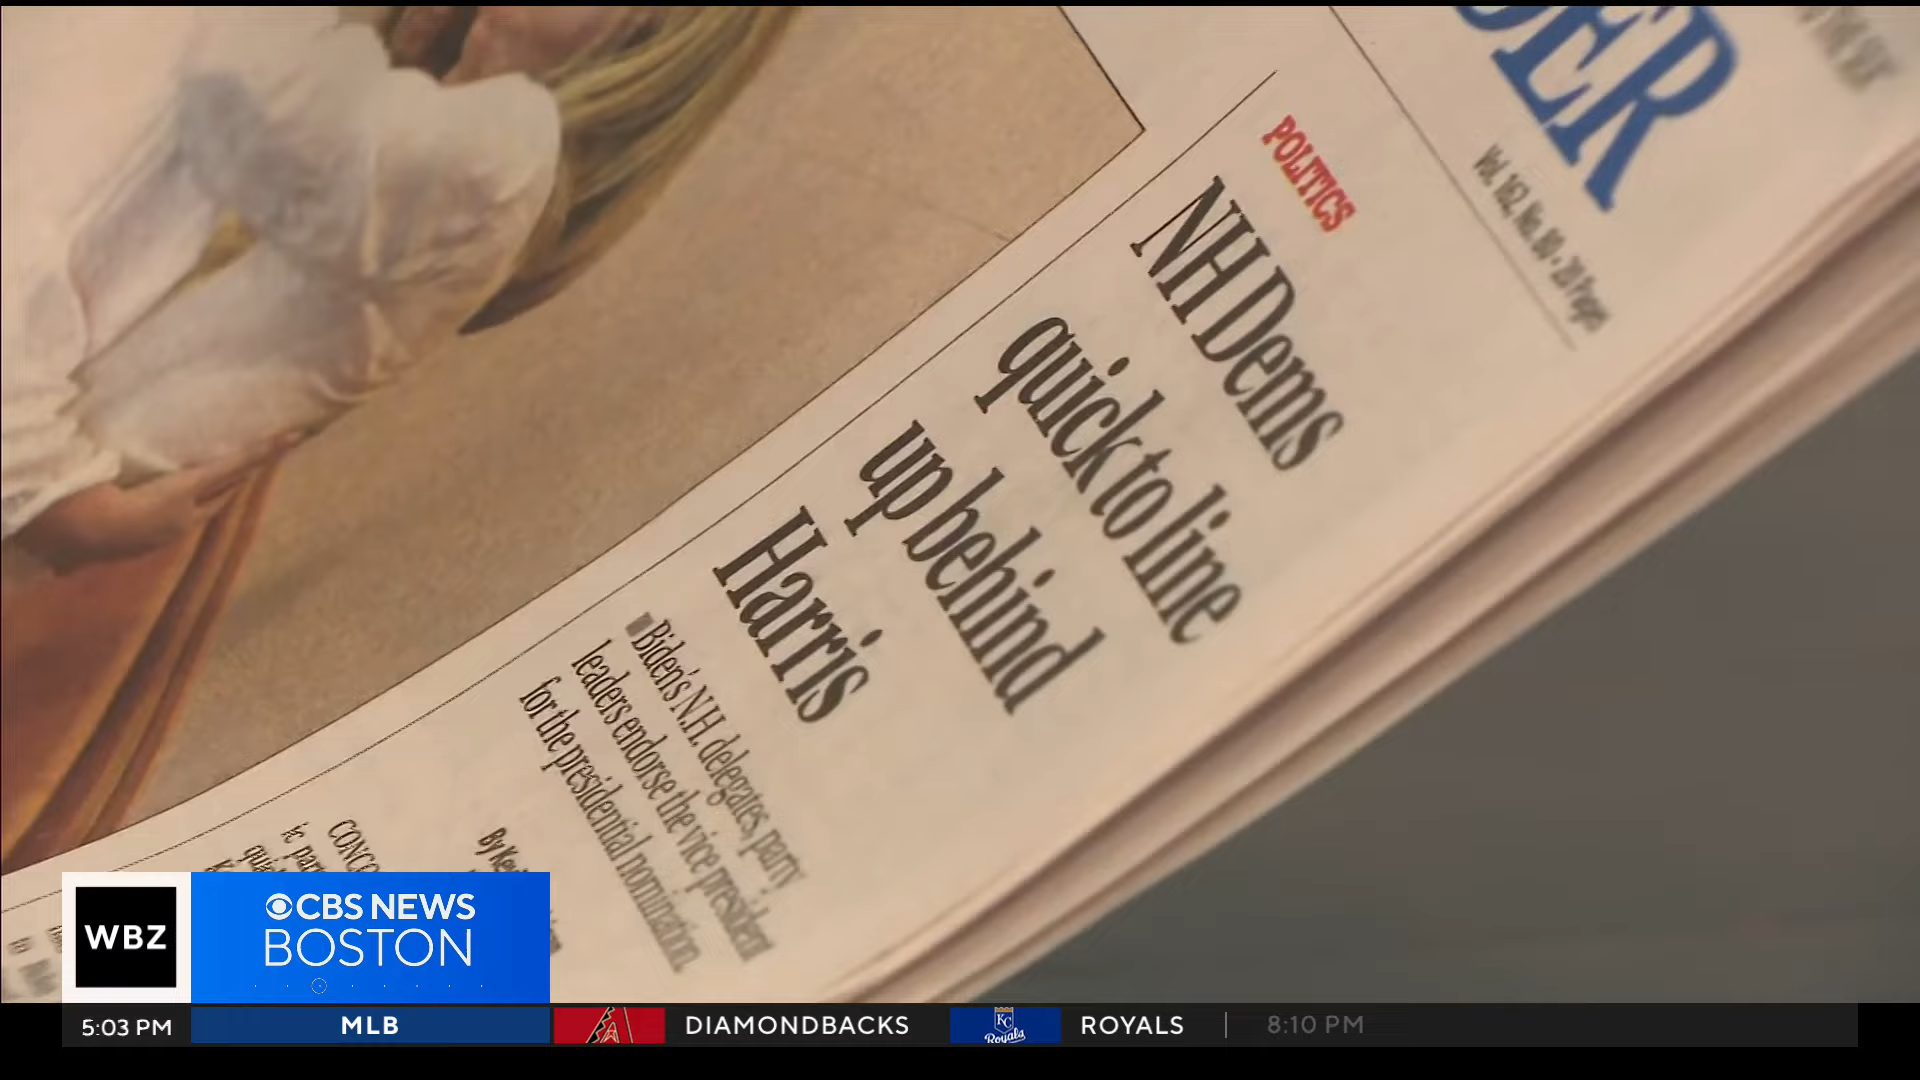 DER
Vol. 162, No. 80 • 20 Pages
POLITICS
NH Dems
quick to line
up behind
Harris
Biden's N.H. delegates, party
leaders endorse the vice president
for the presidential nomination.
WBZ
CBS NEWS
BOSTON
5:03 PM
MLB
DIAMONDBACKS
KC
Royals
ROYALS
8:10 PM